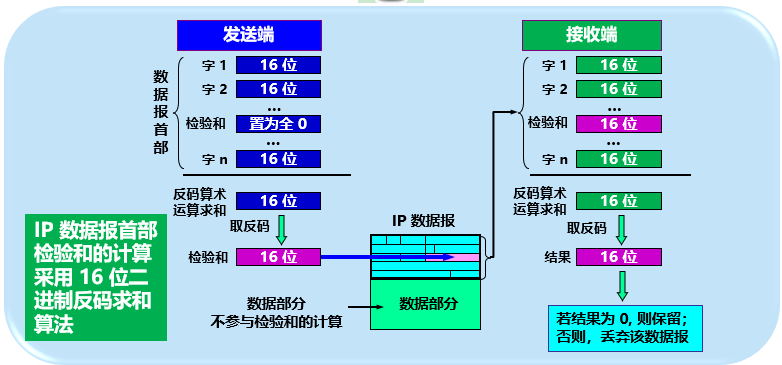 发送端
数据报首部
字 1
16 位
字 2
16 位
...
检验和
置为全 0
...
字 n
16 位
反码算术
运算求和
16 位
取反码
检验和
16 位
IP 数据报首部
检验和的计算
采用 16 位二
进制反码求和
算法
IP 数据报
数据部分
数据部分
不参与检验和的计算
接收端
字 1
16 位
字 2
16 位
...
检验和
16 位
...
字 n
16 位
反码算术
运算求和
16 位
取反码
结果
16 位
若结果为 0, 则保留；
否则，丢弃该数据报